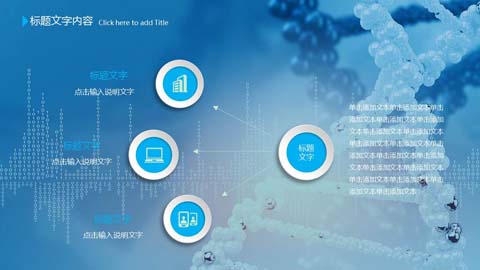 标题文字内容 Click here to add Title
标题文字
点击输入说明文字
标题文字
点击输入说明文字
标题文字
点击输入说明文字
标题
文字
单击添加文本单击添加文本单击
添加文本单击添加文本单击添加
文本单击添加文本单击添加文本
单击添加文本单击添加文本单击
添加文本单击添加文本单击添加
文本单击添加文本单击添加文本
单击添加文本单击添加文本单击
添加文本单击添加文本